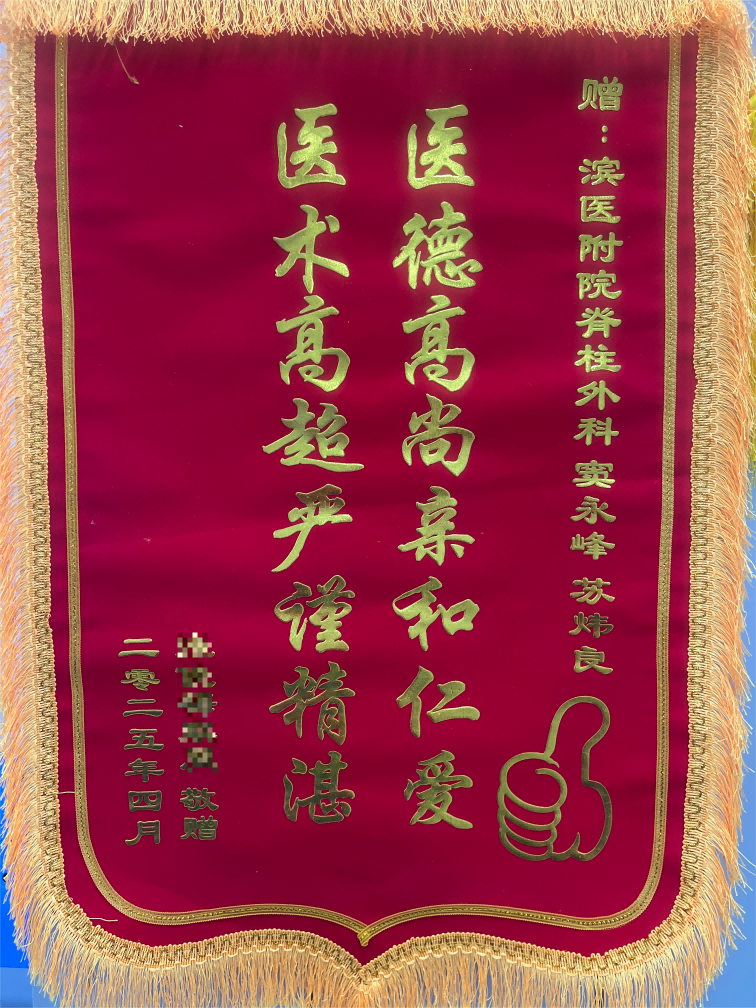 赠：滨医附院脊柱外科 窦永峰 苏炜良
医德高尚亲和仁爱
医术高超严谨精湛
敬赠
二零二五年四月